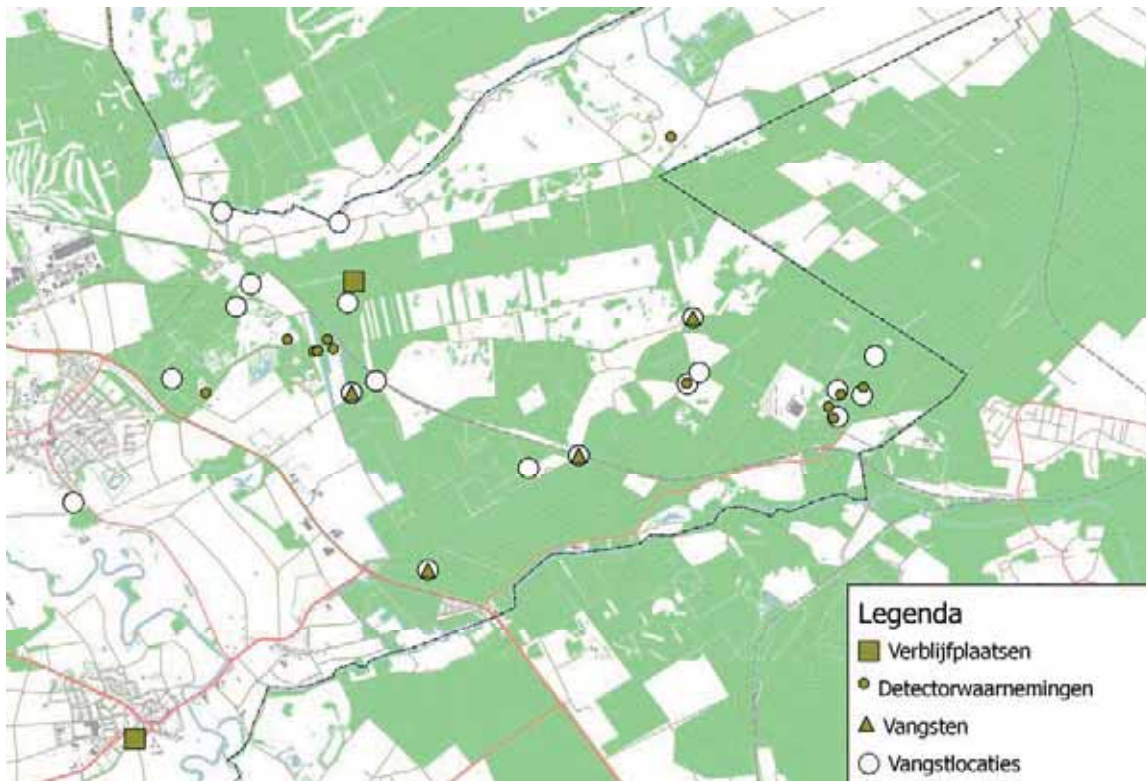 Legenda
Verblijfplaatsen
Detectorwaarnemingen
Vangsten
Vangstlocaties